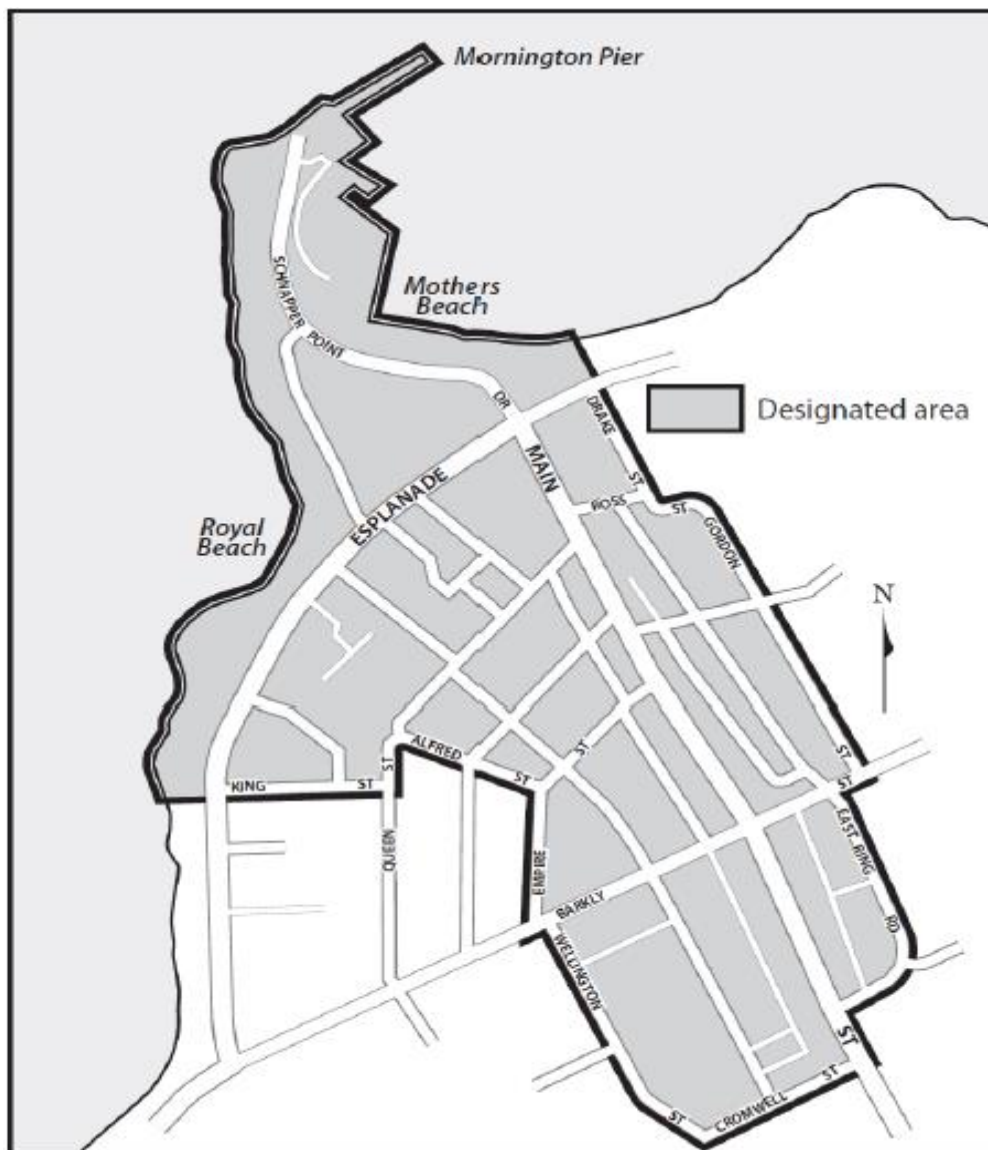 Mornington Pier
SCHNAPPER POINT DR
Mothers
Beach
Designated area
DRAKE ST
MAIN ST
ESPLANADE
ROSS ST
GORDON ST
Royal
Beach
N
ALFRED ST
KING ST
QUEEN ST
EMPIRE ST
BARKLY ST
EAST RING RD
WELLINGTON ST
CROMWELL ST